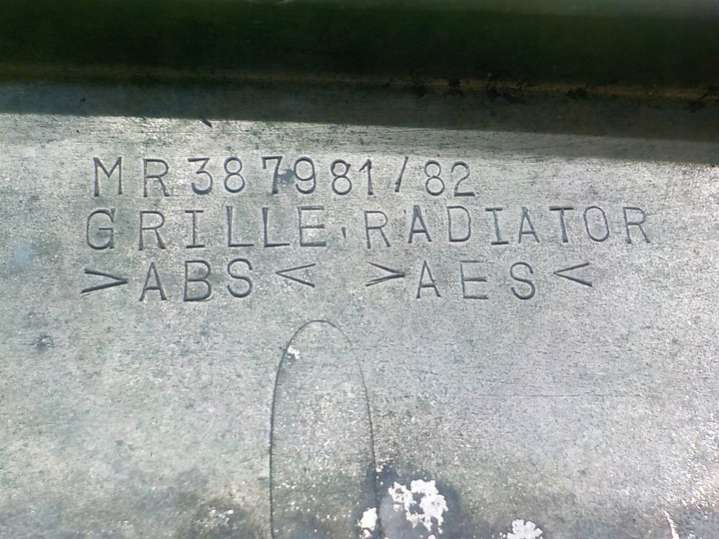 MR387981/82
GRILLE,RADIATOR
>ABS< >AES<